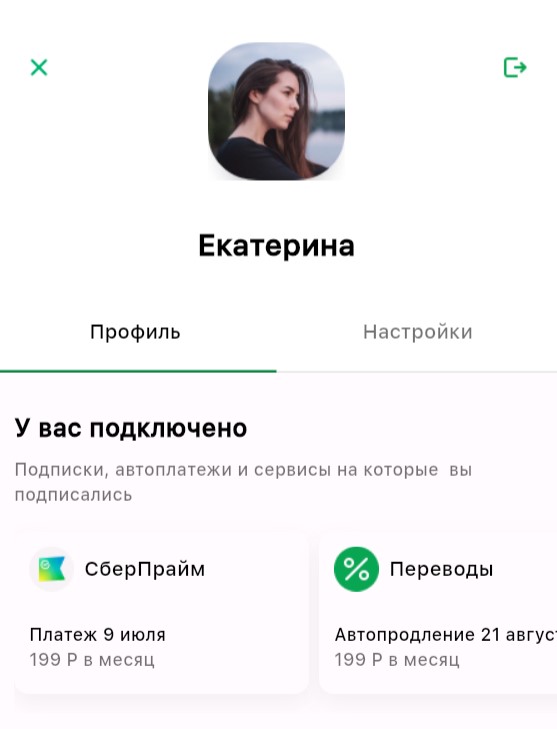 Екатерина
Профиль
Настройки
У вас подключено
Подписки, автоплатежи и сервисы на которые вы
подписались
СберПрайм
Переводы
Платеж 9 июля
199 Р в месяц
Автопродление 21 авгус
199 Р в месяц